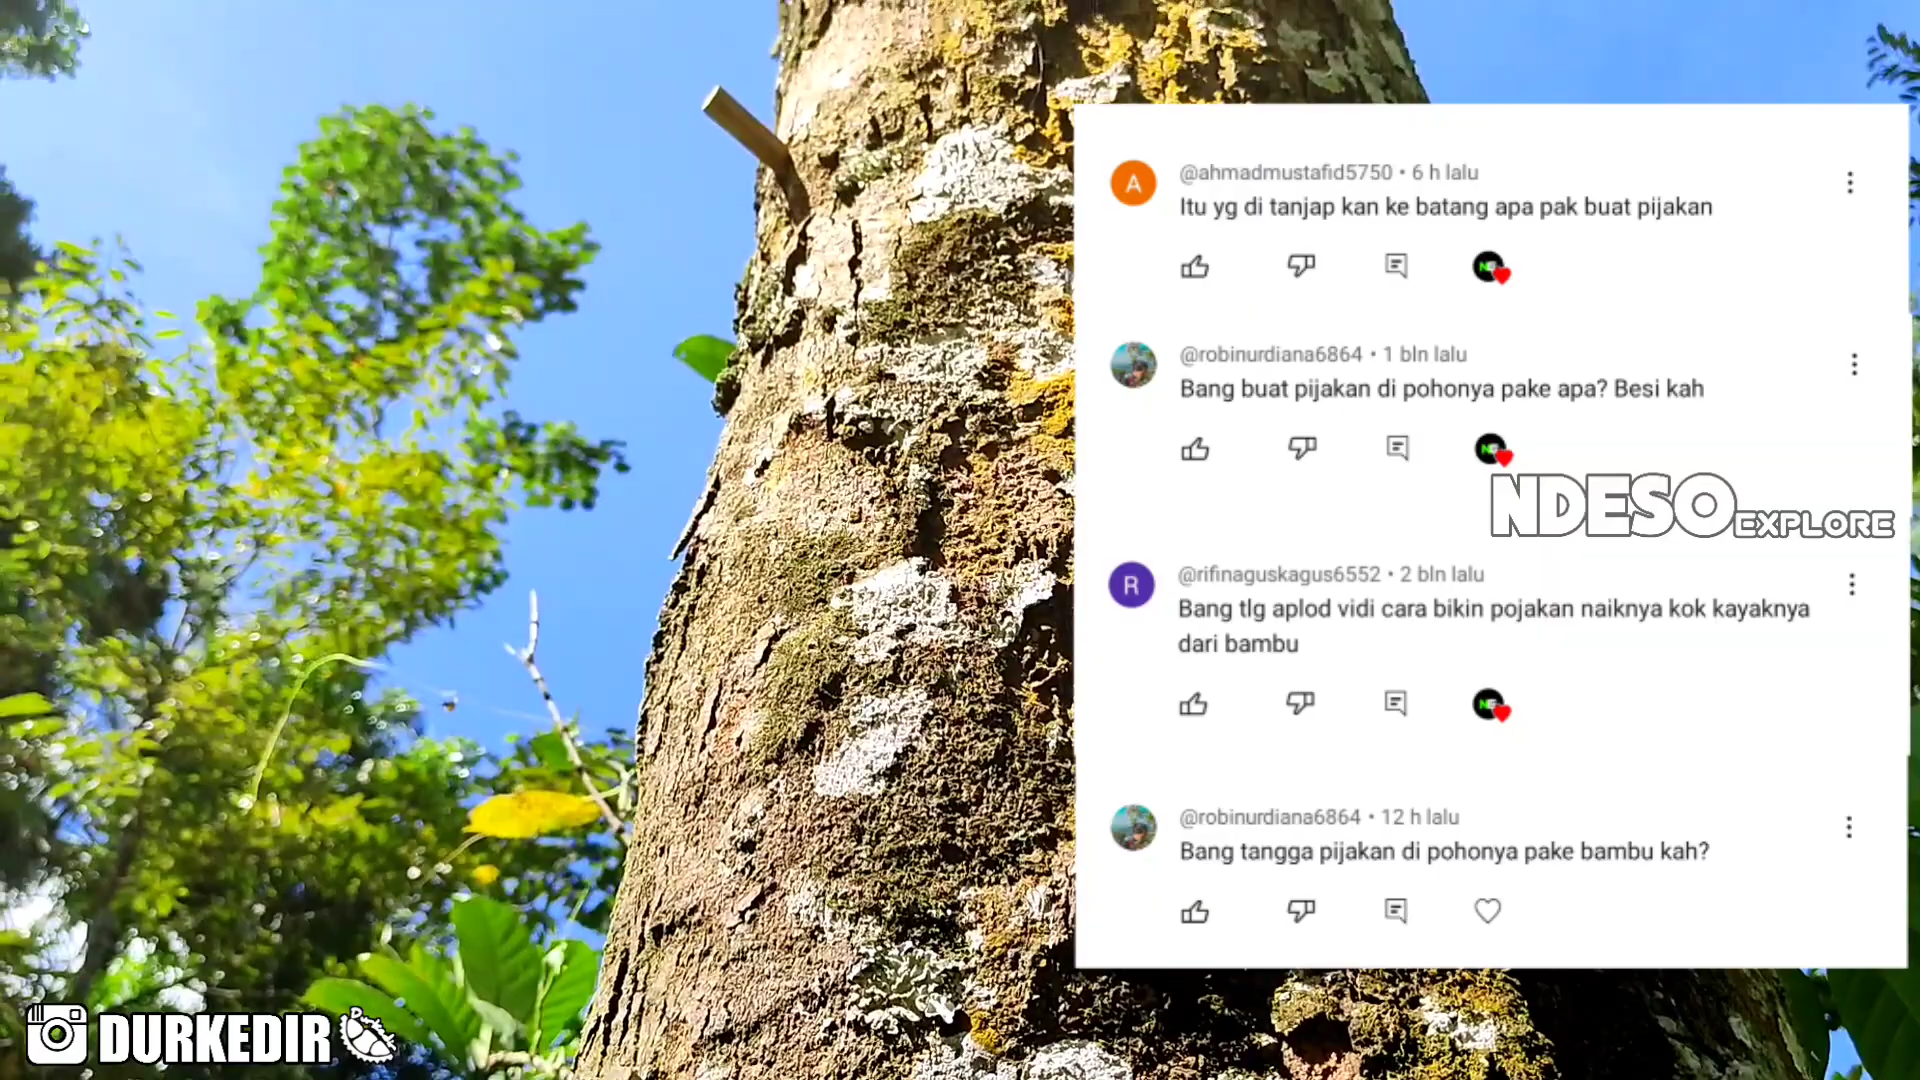 A
@ahmadmustafid5750 • 6 h lalu
Itu yg di tanjap kan ke batang apa pak buat pijakan
@robinurdiana6864 • 1 bln lalu
Bang buat pijakan di pohonya pake apa? Besi kah
NDESO EXPLORE
R
@rifinaguskagus6552 • 2 bln lalu
Bang tlg aplod vidi cara bikin pojakan naiknya kok kayaknya
dari bambu
@robinurdiana6864 • 12 h lalu
Bang tangga pijakan di pohonya pake bambu kah?
DURKEDIR